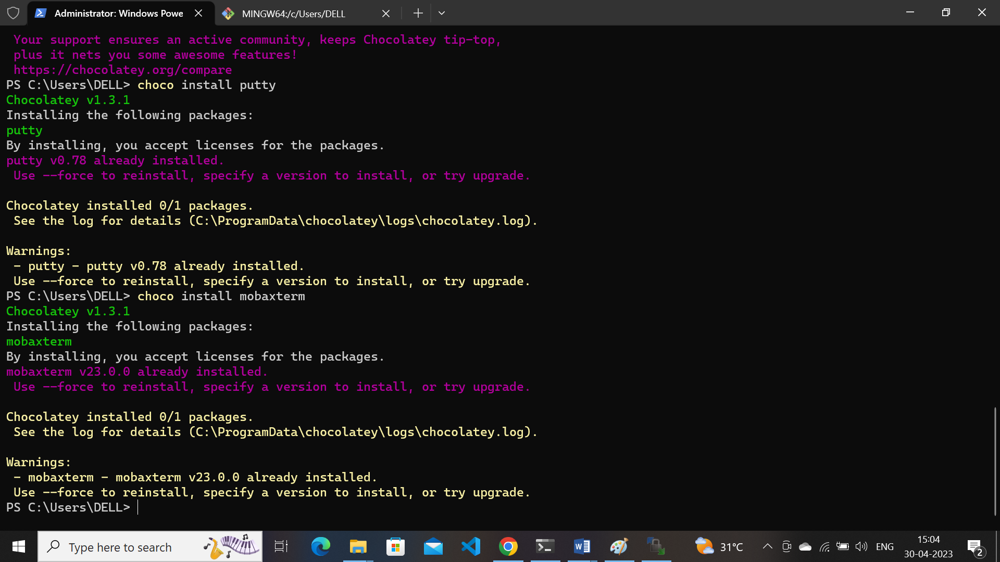 Administrator: Windows Powe
MINGW64:/c/Users/DELL
Your support ensures an active community, keeps Chocolatey tip-top,
plus it nets you some awesome features!
https://chocolatey.org/compare
PS C:\Users\DELL> choco install putty
Chocolatey v1.3.1
Installing the following packages:
putty
By installing, you accept licenses for the packages.
putty v0.78 already installed.
Use --force to reinstall, specify a version to install, or try upgrade.
Chocolatey installed 0/1 packages.
See the log for details (C:\ProgramData\chocolatey\logs\chocolatey.log).
Warnings:
- putty - putty v0.78 already installed.
Use --force to reinstall, specify a version to install, or try upgrade.
PS C:\Users\DELL> choco install mobaxterm
Chocolatey v1.3.1
Installing the following packages:
mobaxterm
By installing, you accept licenses for the packages.
mobaxterm v23.0.0 already installed.
Use --force to reinstall, specify a version to install, or try upgrade.
Chocolatey installed 0/1 packages.
See the log for details (C:\ProgramData\chocolatey\logs\chocolatey.log).
Warnings:
- mobaxterm - mobaxterm v23.0.0 already installed.
Use --force to reinstall, specify a version to install, or try upgrade.
PS C:\Users\DELL>
Type here to search
31°C
ENG
15:04
30-04-2023
2